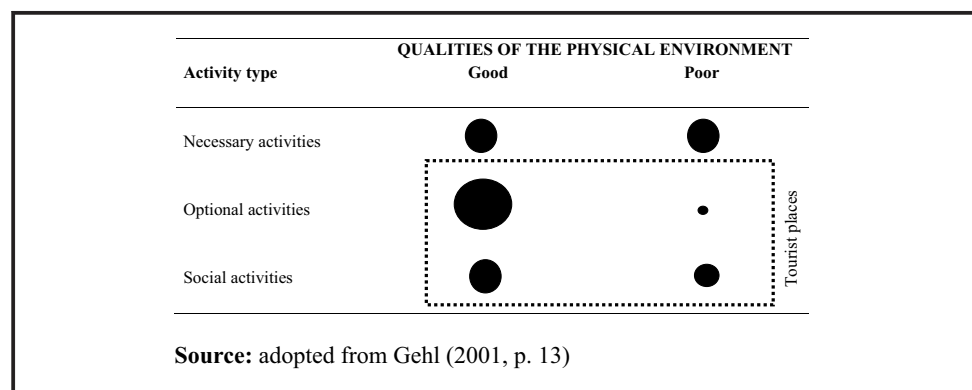 QUALITIES OF THE PHYSICAL ENVIRONMENT
Activity type Good Poor
Necessary activities
Optional activities
Social activities
Tourist places
Source: adopted from Gehl (2001, p. 13)